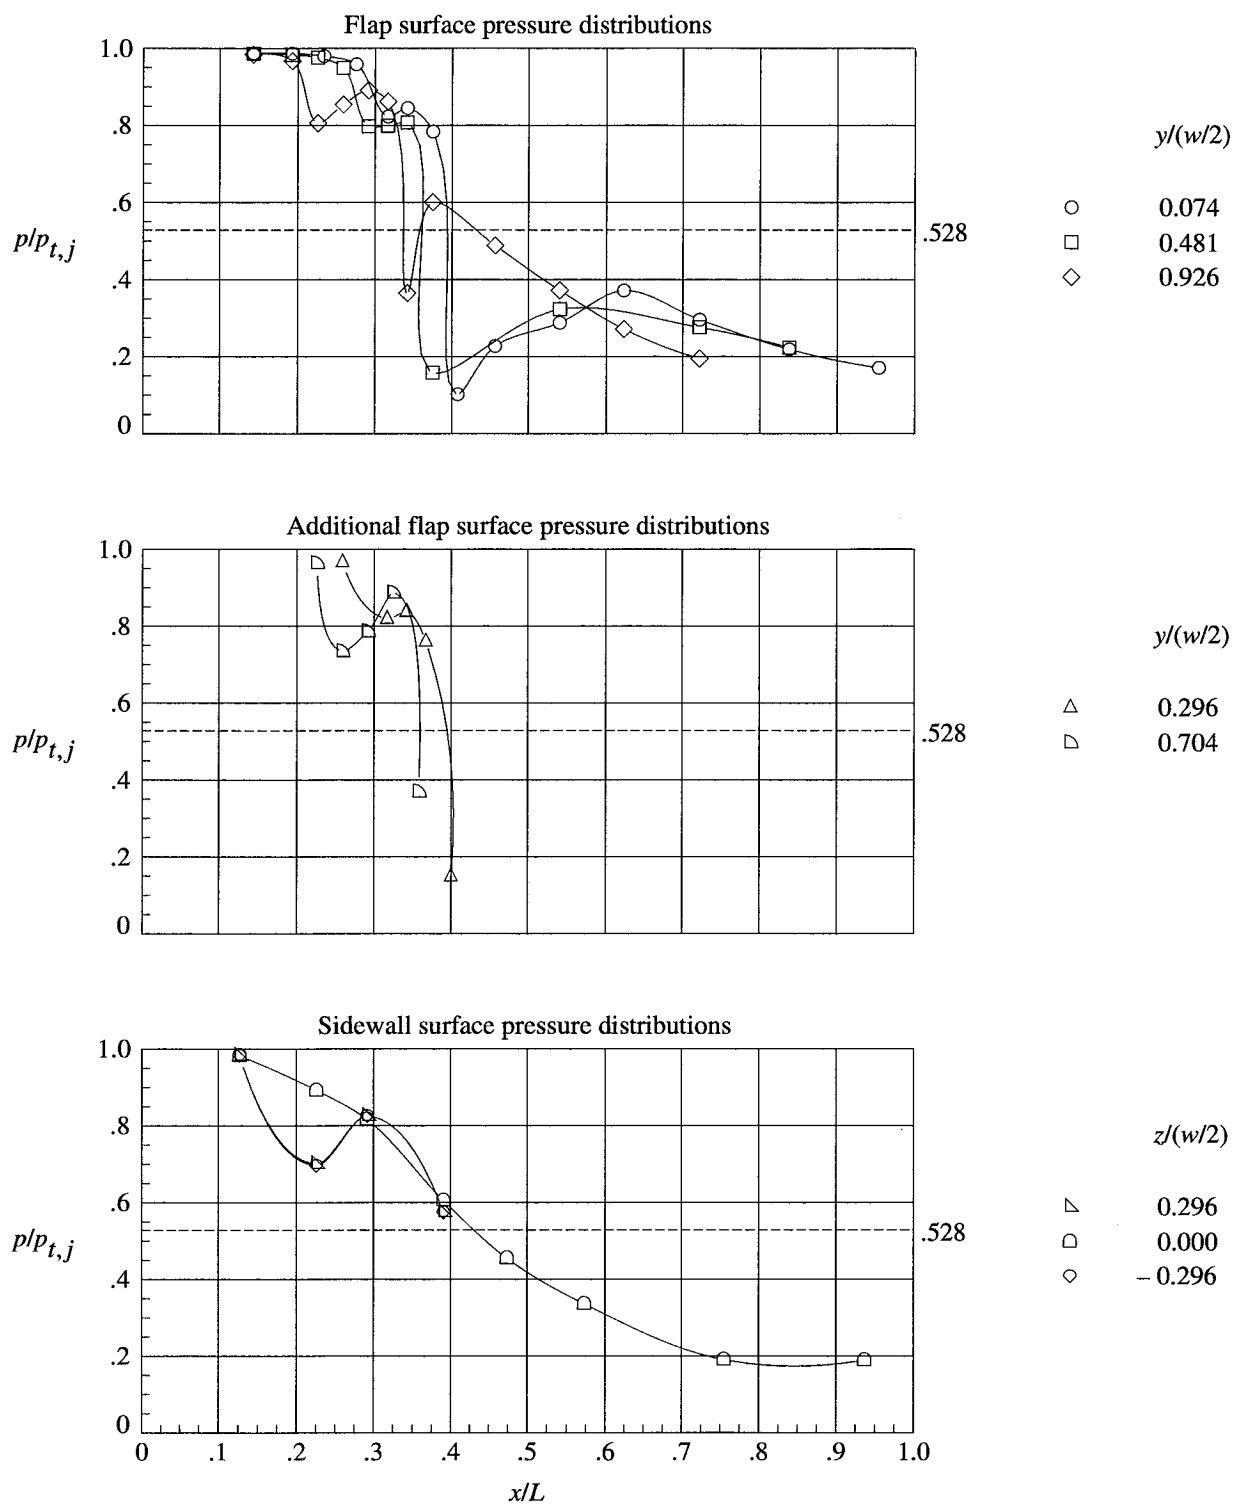 Flap surface pressure distributions
1.0
.8
.6
p/p_{t, j}
.4
.2
0
.528
y/(w/2)
0.074
0.481
0.926
Additional flap surface pressure distributions
1.0
.8
.6
p/p_{t, j}
.4
.2
0
.528
y/(w/2)
0.296
0.704
Sidewall surface pressure distributions
1.0
.8
.6
p/p_{t, j}
.4
.2
0
.528
z/(w/2)
0.296
0.000
–0.296
0 .1 .2 .3 .4 .5 .6 .7 .8 .9 1.0
x/L